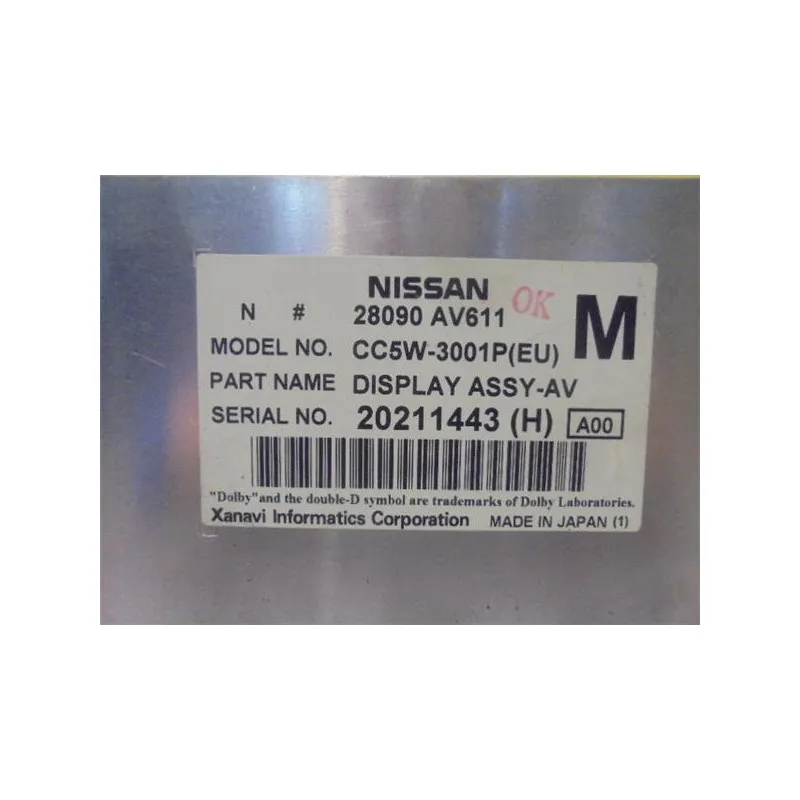 NISSAN OK M
N # 28090 AV611
MODEL NO. CC5W-3001P(EU)
PART NAME DISPLAY ASSY-AV
SERIAL NO. 20211443 (H) A00
"Dolby"and the double-D symbol are trademarks of Dolby Laboratories.
Xanavi Informatics Corporation MADE IN JAPAN (1)